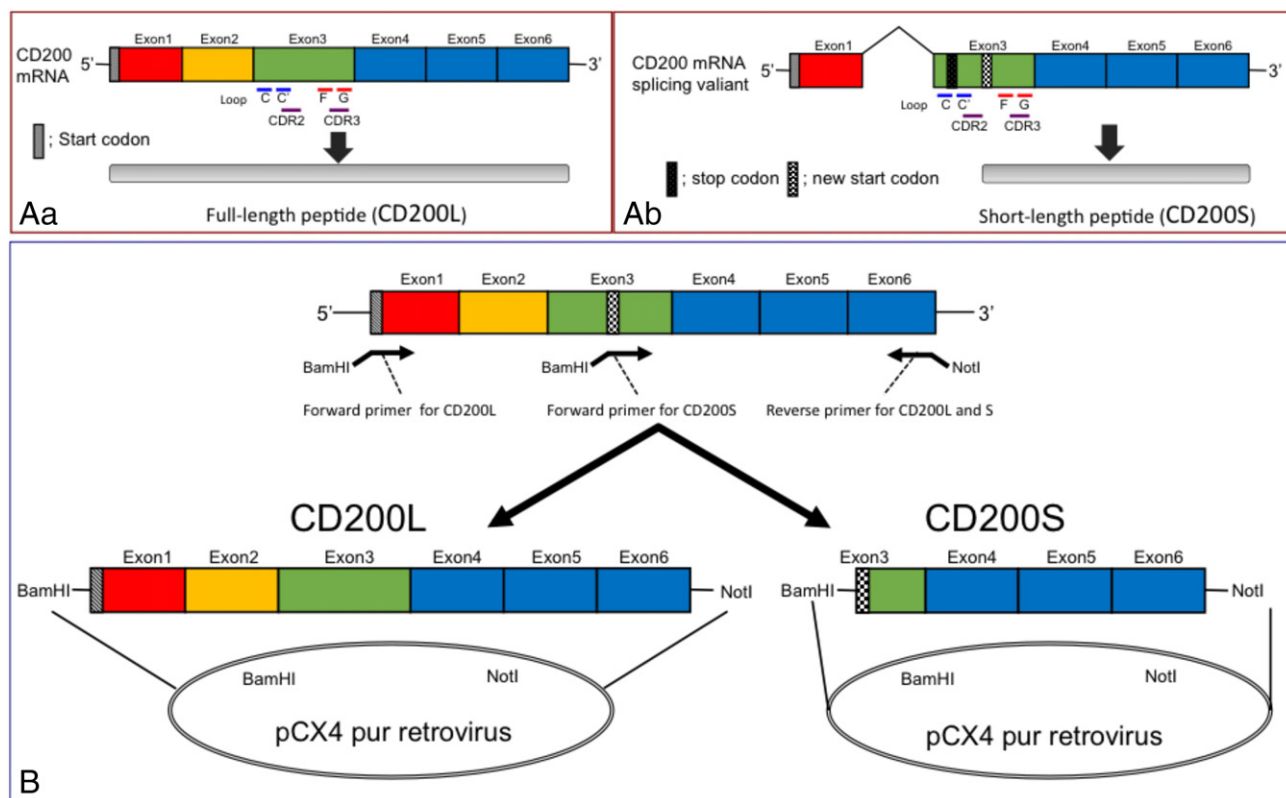 Exon1 Exon2 Exon3 Exon4 Exon5 Exon6
CD200
mRNA
5’
3’
Loop C C' F G
CDR2 CDR3
; Start codon
Full-length peptide (CD200L)
Aa
Exon1 Exon3 Exon4 Exon5 Exon6
CD200 mRNA
splicing valiant
5’
3’
Loop C C' F G
CDR2 CDR3
; stop codon ; new start codon
Short-length peptide (CD200S)
Ab
Exon1 Exon2 Exon3 Exon4 Exon5 Exon6
5’
3’
BamHI BamHI NotI
Forward primer for CD200L Forward primer for CD200S Reverse primer for CD200L and S
CD200L
Exon1 Exon2 Exon3 Exon4 Exon5 Exon6
BamHI NotI
BamHI NotI
pCX4 pur retrovirus
CD200S
Exon3 Exon4 Exon5 Exon6
BamHI NotI
BamHI NotI
pCX4 pur retrovirus
B